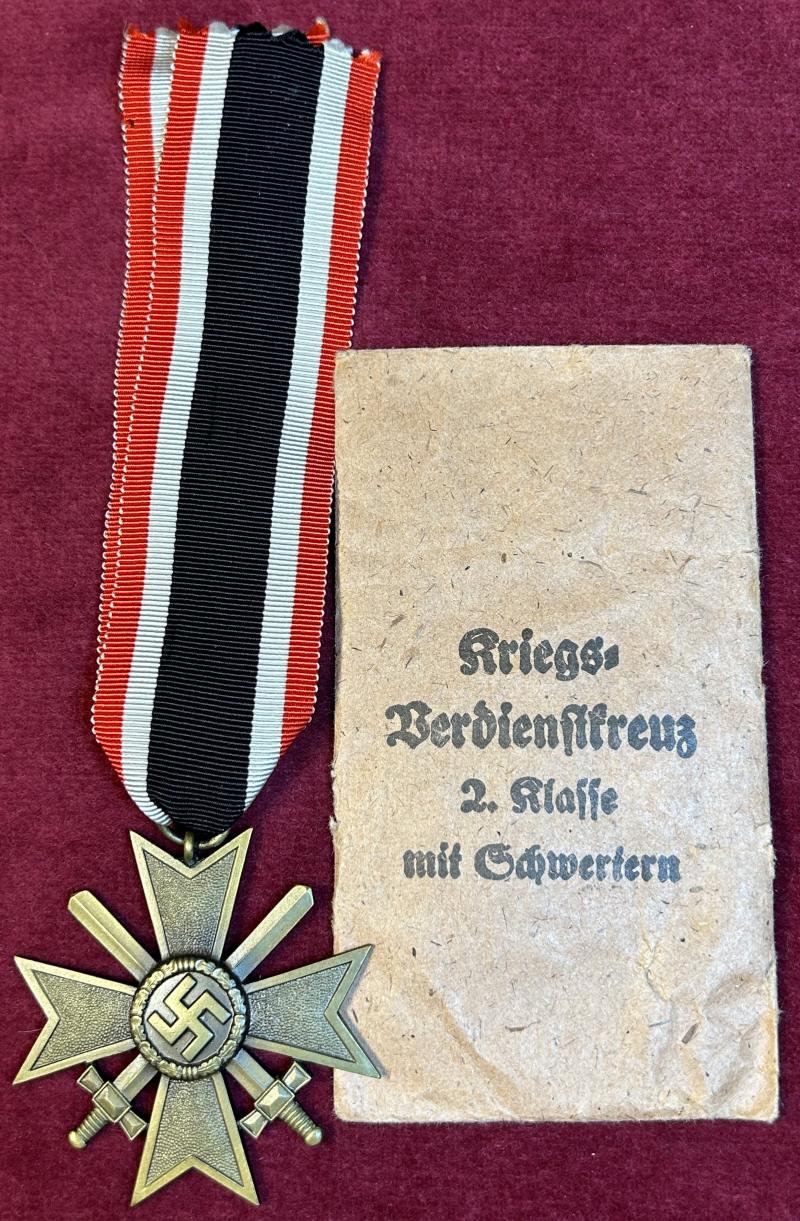 Kriegs-
Verdienstkreuz
2. Klasse
mit Schwertern